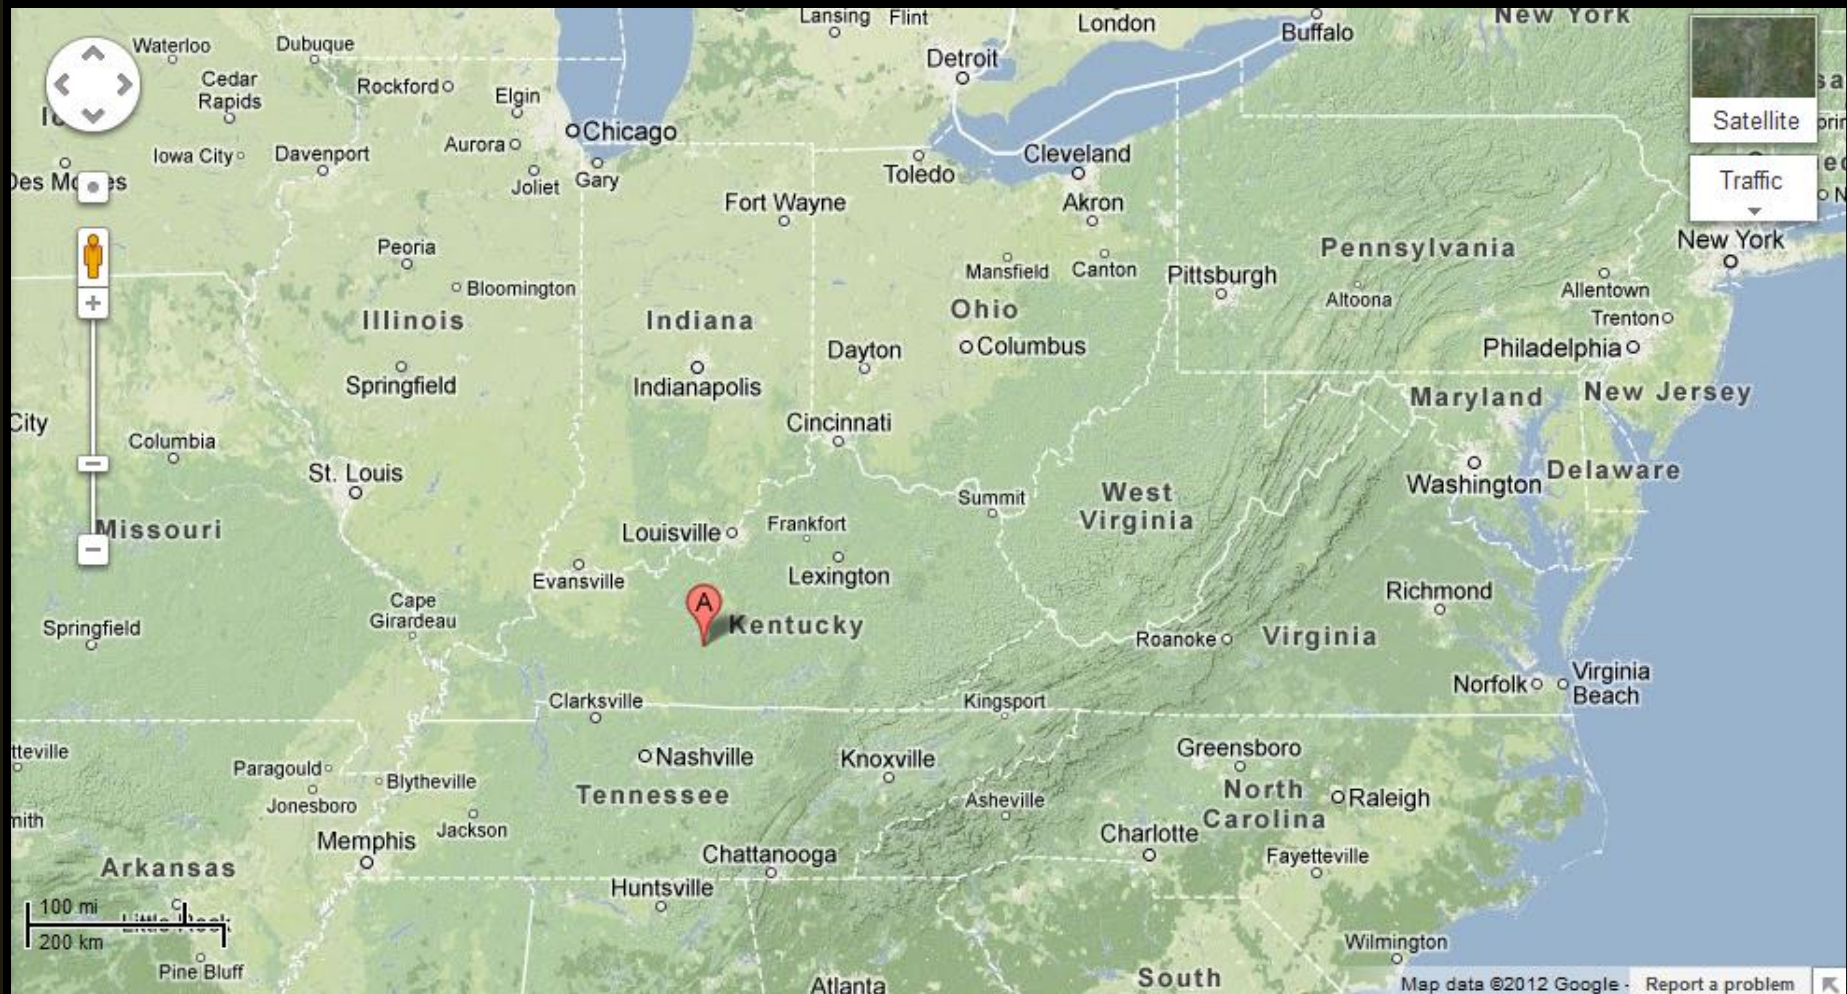 Lansing
Flint
London
Buffalo
New York
Waterloo
Dubuque
Detroit
Rockford
Cedar
Rapids
Elgin
Satellite
Chicago
Aurora
Iowa City
Davenport
Cleveland
Toledo
Joliet
Gary
Traffic
Fort Wayne
Akron
New York
Peoria
Pennsylvania
Mansfield
Canton
Pittsburgh
Bloomington
Altoona
Allentown
Illinois
Indiana
Ohio
Trenton
Dayton
Columbus
Philadelphia
Springfield
Indianapolis
Maryland
New Jersey
City
Cincinnati
Columbia
St. Louis
Delaware
Washington
Summit
West
Virginia
Missouri
Louisville
Frankfort
Evansville
Lexington
Richmond
Cape
Girardeau
A
Kentucky
Springfield
Roanoke
Virginia
Norfolk
Virginia
Beach
Clarksville
Kingsport
Greensboro
Nashville
Knoxville
Paragould
Blytheville
Jonesboro
Tennessee
Asheville
North
Carolina
Raleigh
Jackson
Memphis
Charlotte
Chattanooga
Fayetteville
Arkansas
Huntsville
100 mi
Little Rock
200 km
Wilmington
Pine Bluff
Atlanta
South
Map data ©2012 Google -
Report a problem